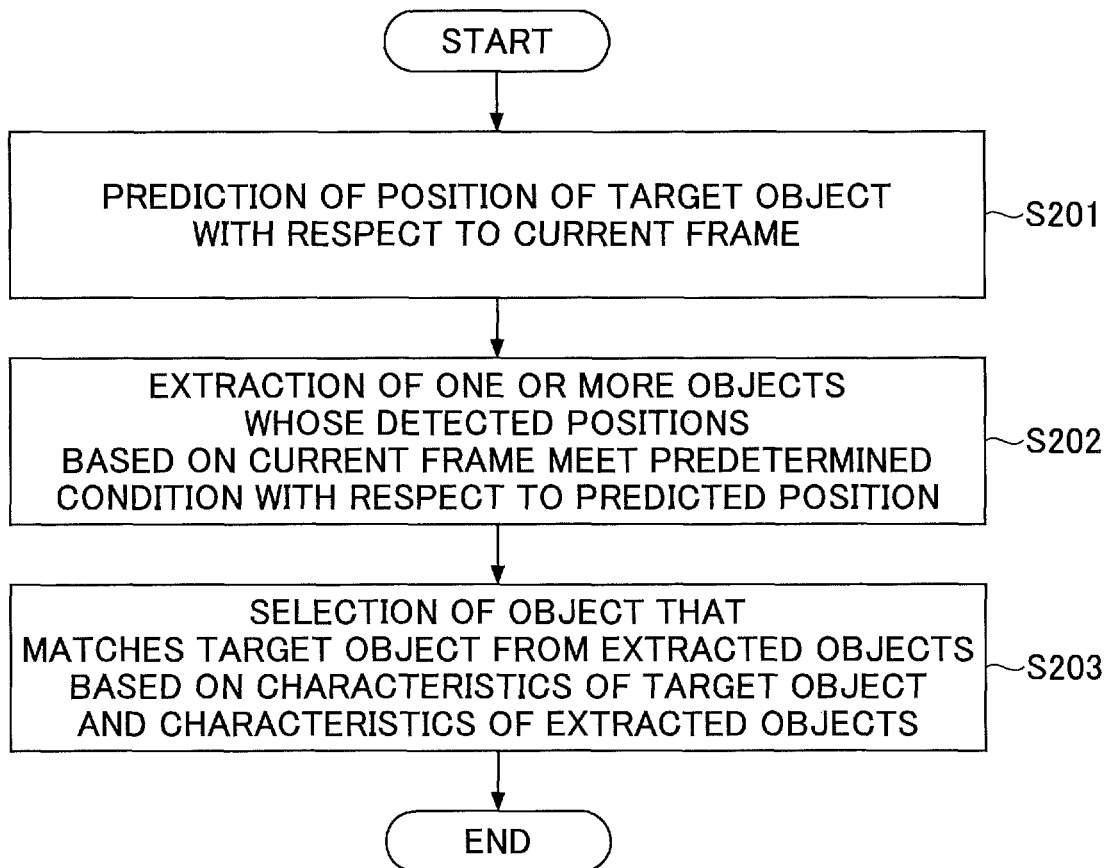 START
PREDICTION OF POSITION OF TARGET OBJECT
WITH RESPECT TO CURRENT FRAME
S201
EXTRACTION OF ONE OR MORE OBJECTS
WHOSE DETECTED POSITIONS
BASED ON CURRENT FRAME MEET PREDETERMINED
CONDITION WITH RESPECT TO PREDICTED POSITION
S202
SELECTION OF OBJECT THAT
MATCHES TARGET OBJECT FROM EXTRACTED OBJECTS
BASED ON CHARACTERISTICS OF TARGET OBJECT
AND CHARACTERISTICS OF EXTRACTED OBJECTS
S203
END